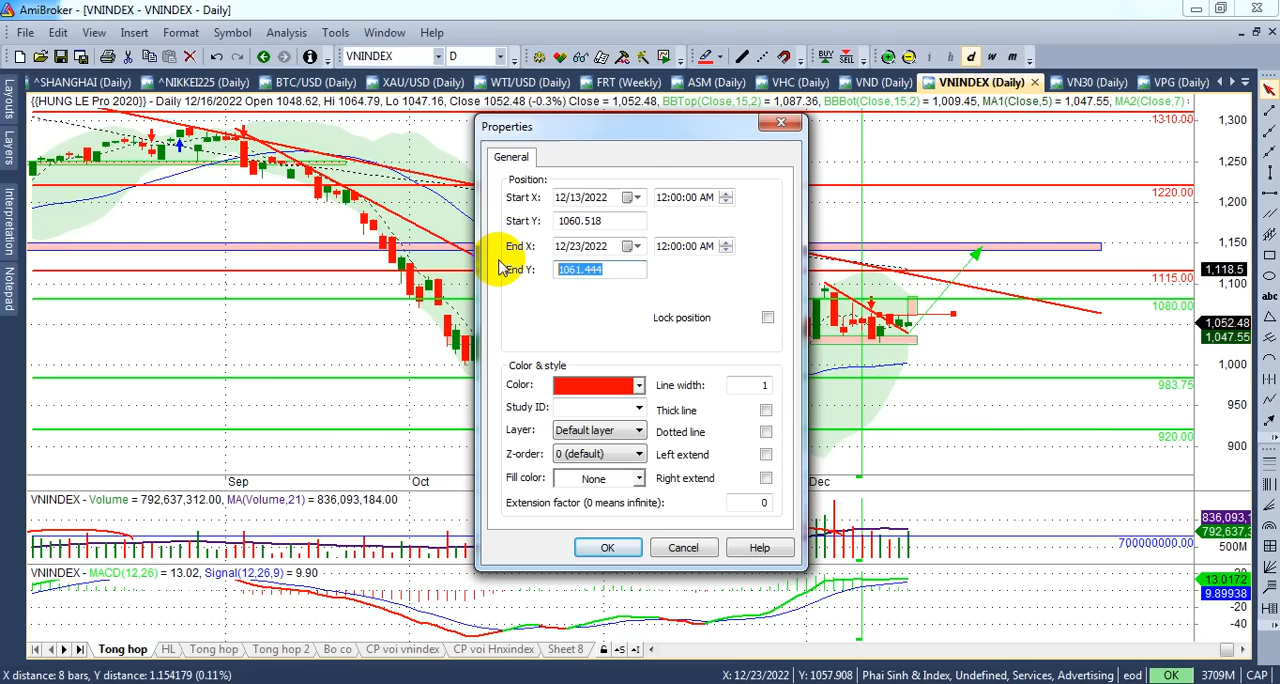 AmiBroker - [VNINDEX - VNINDEX - Daily]
File Edit View Insert Format Symbol Analysis Tools Window Help
VNINDEX D BUY SELL i h d w m
^SHANGHAI (Daily) ^NIKKEI225 (Daily) BTC/USD (Daily) XAU/USD (Daily) WTI/USD (Daily) FRT (Weekly) ASM (Daily) VHC (Daily) VND (Daily) VNINDEX (Daily) VN30 (Daily) VPG (Daily)
{{HUNG LE Pro 2020}} - Daily 12/16/2022 Open 1048.62, Hi 1064.79, Lo 1047.16, Close 1052.48 (-0.3%) Close = 1,052.48, BBTop(Close,15,2) = 1,087.36, BBBot(Close,15,2) = 1,009.45, MA1(Close,5) = 1,047.55, MA2(Close,7) =
Layouts
Layers
Interpretation
Notepad
Properties
General
Position:
Start X: 12/13/2022 12:00:00 AM
Start Y: 1060.518
End X: 12/23/2022 12:00:00 AM
End Y: 1061.444
Lock position
Color & style
Color: Line width: 1
Study ID: Thick line
Layer: Default layer Dotted line
Z-order: 0 (default) Left extend
Fill color: None Right extend
Extension factor (0 means infinite): 0
OK Cancel Help
1310.00
1,300
1,250
1,200
1220.00
1,150
1115.00
1,118.5
1,100
1080.00
1,052.48
1,047.55
1,000
983.75
950
920.00
900
Sep Oct Dec
VNINDEX - Volume = 792,637,312.00, MA(Volume,21) = 836,093,184.00
836,093,1
792,637,
700000000.00
500M
VNINDEX - MACD(12,26) = 13.02, Signal(12,26,9) = 9.90
20
13.0172
9.89938
-20
-40
Tong hop HL Tong hop Tong hop 2 Bo co CP voi vnindex CP voi Hnxindex Sheet 8
X distance: 8 bars, Y distance: 1.154179 (0.11%) X: 12/23/2022, Y: 1057.908 Phai Sinh & Index, Undefined, Services, Advertising eod OK 3709M CAP
abc